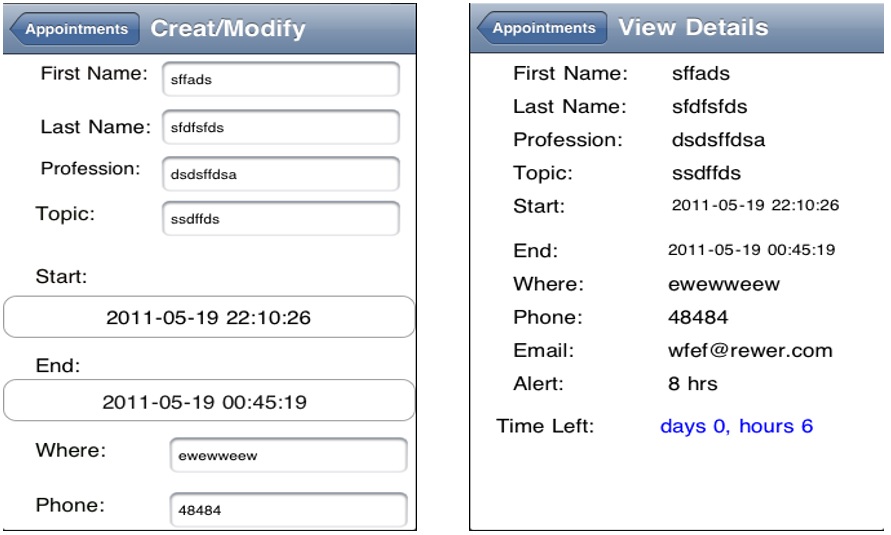 Appointments Creat/Modify
First Name: sffads
Last Name: sfdfsfds
Profession: dsdsffdsa
Topic: ssdffds
Start:
2011-05-19 22:10:26
End:
2011-05-19 00:45:19
Where: ewewweew
Phone: 48484
Appointments View Details
First Name: sffads
Last Name: sfdfsfds
Profession: dsdsffdsa
Topic: ssdffds
Start: 2011-05-19 22:10:26
End: 2011-05-19 00:45:19
Where: ewewweew
Phone: 48484
Email: wfef@rewer.com
Alert: 8 hrs
Time Left: days 0, hours 6